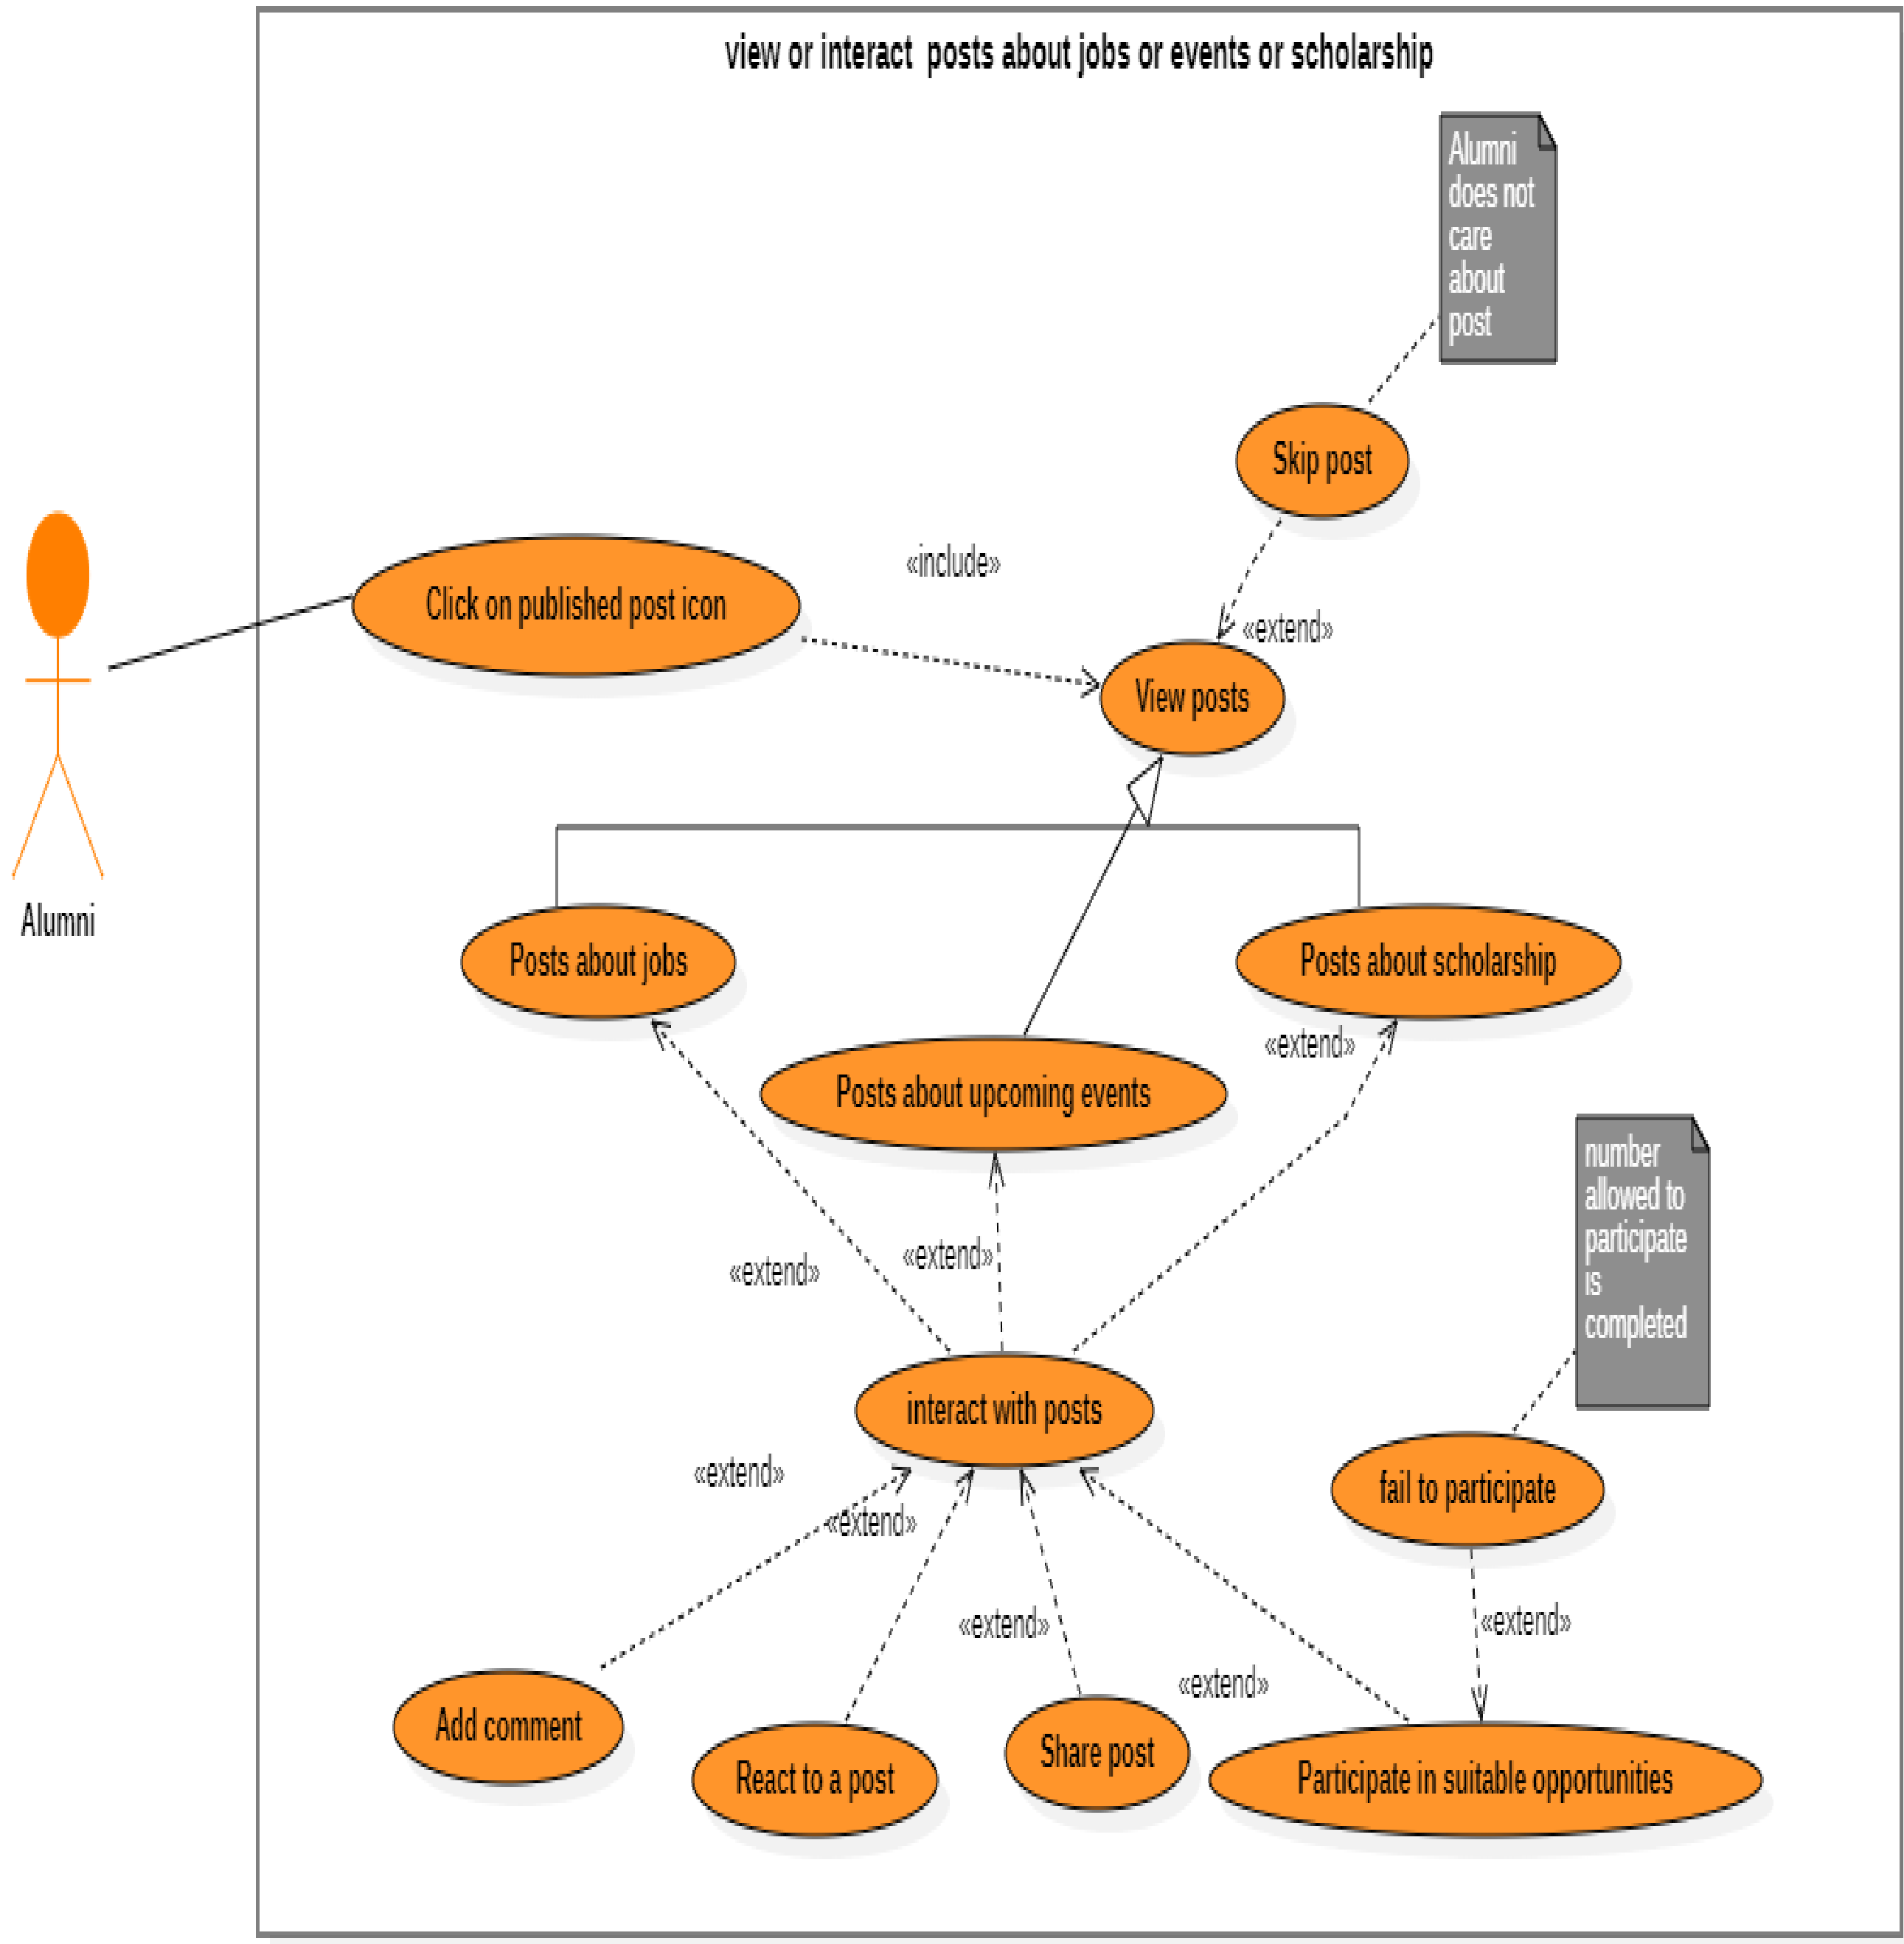 view or interact  posts about jobs or events or scholarship
Alumni
does not
care
about
post
Skip post
«include»
Click on published post icon
«extend»
View posts
Alumni
Posts about jobs
Posts about scholarship
«extend»
Posts about upcoming events
number
allowed to
participate
is
completed
«extend»
«extend»
interact with posts
«extend»
fail to participate
«extend»
«extend»
«extend»
«extend»
Add comment
Share post
React to a post
Participate in suitable opportunities